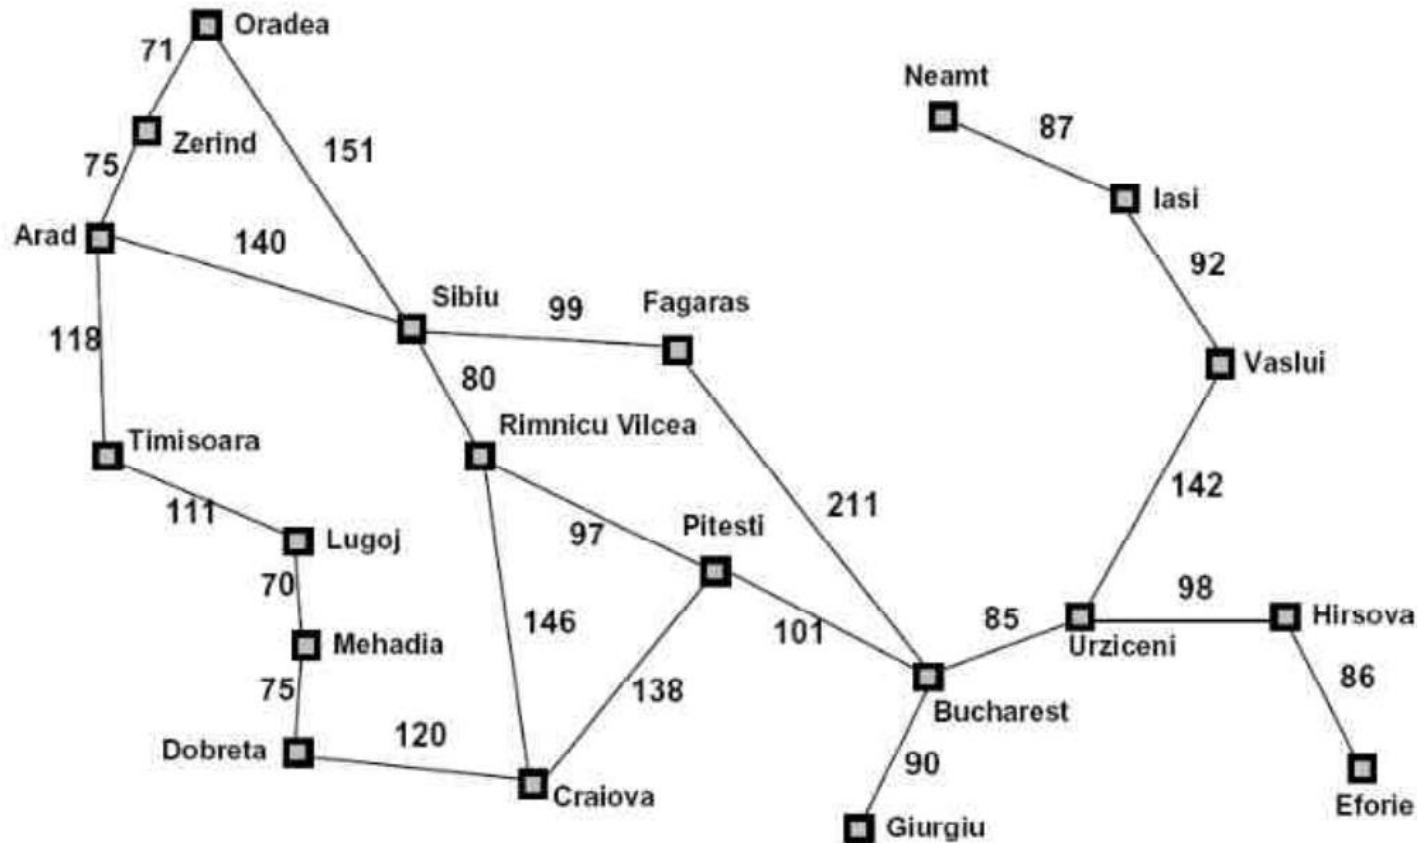 Oradea
71
Neamt
87
Zerind
151
75
Iasi
Arad
140
92
Sibiu
99
Fagaras
118
Vaslui
80
Rimnicu Vilcea
Timisoara
142
211
111
97
Pitesti
Lugoj
70
98
Hirsova
146
101
85
Urziceni
Mehadia
86
75
138
Bucharest
Dobreta
120
90
Craiova
Eforie
Giurgiu